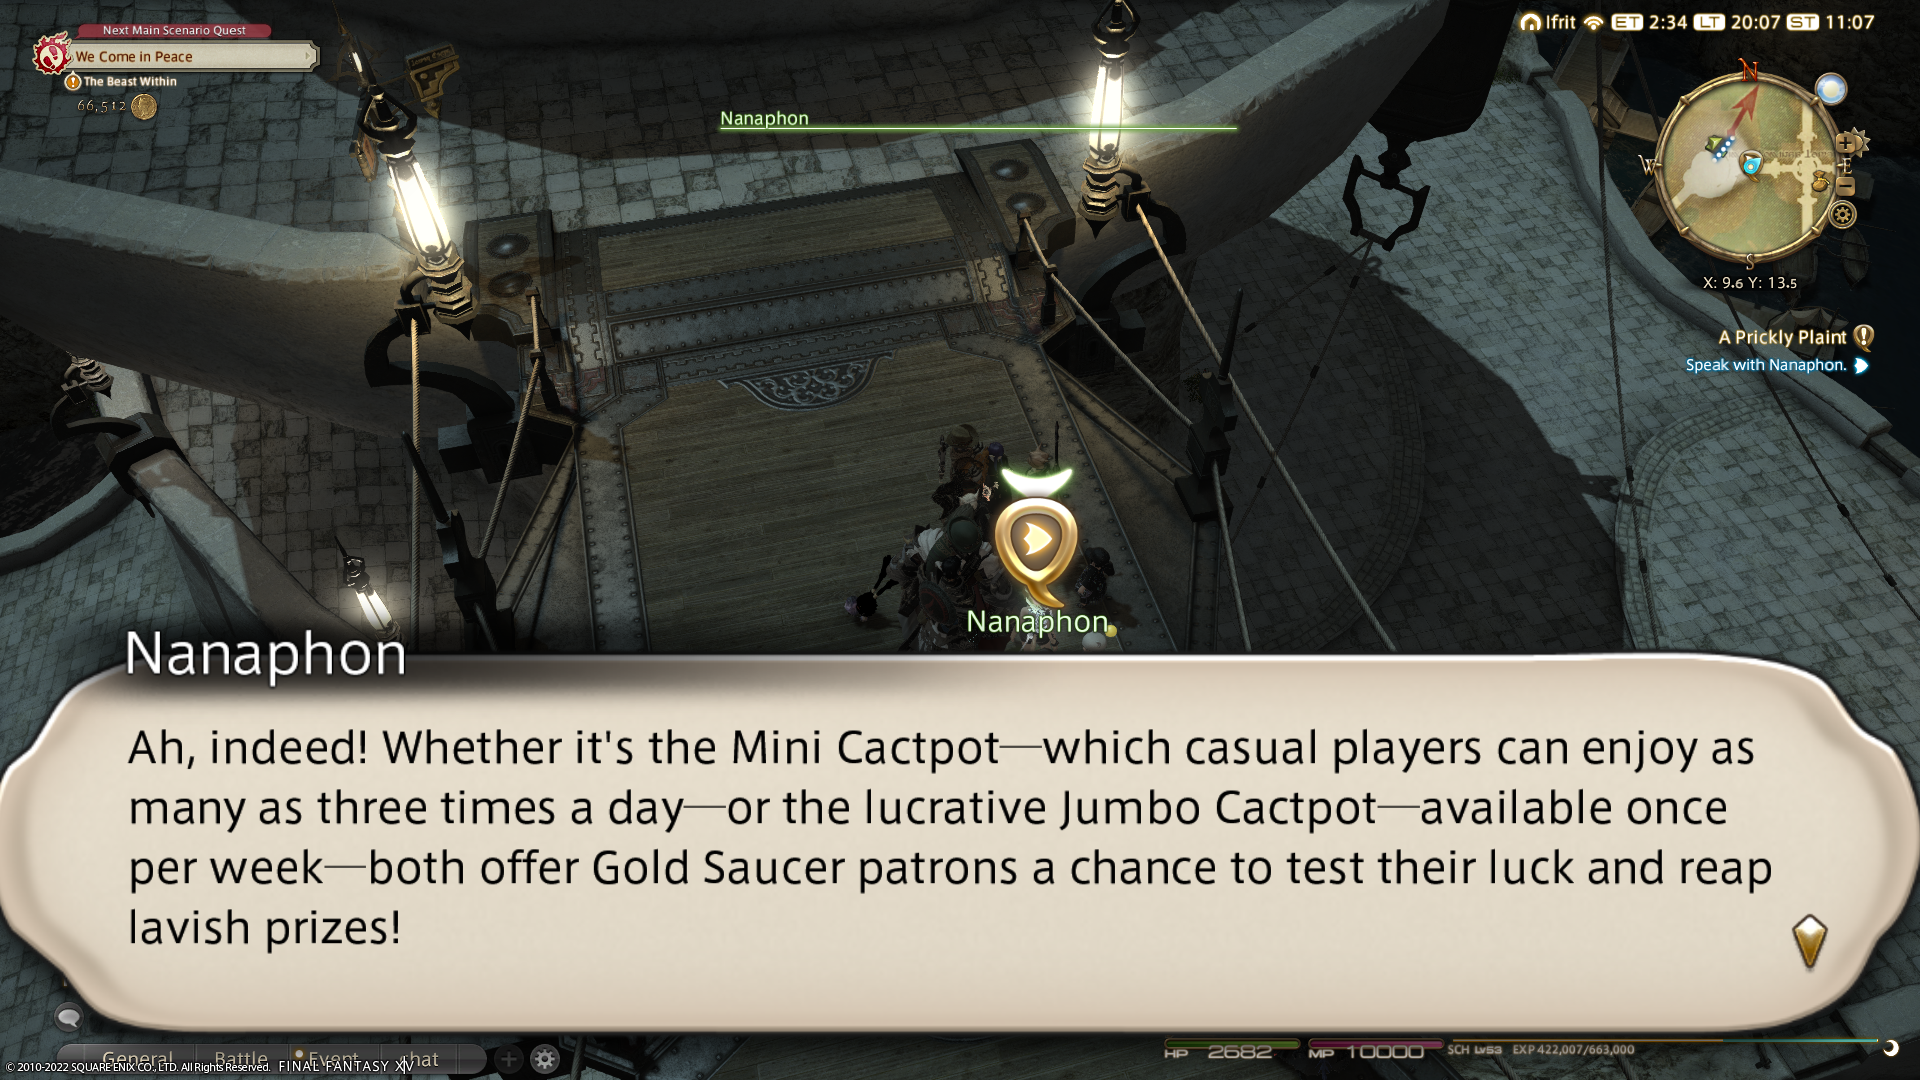 Next Main Scenario Quest
We Come in Peace
The Beast Within
66,512
Ifrit ET 2:34 LT 20:07 ST 11:07
Nanaphon
N
W
E
S
X: 9.6 Y: 13.5
A Prickly Plaint
Speak with Nanaphon.
Nanaphon
Nanaphon
Ah, indeed! Whether it's the Mini Cactpot—which casual players can enjoy as
many as three times a day—or the lucrative Jumbo Cactpot—available once
per week—both offer Gold Saucer patrons a chance to test their luck and reap
lavish prizes!
General Battle Event
HP 2682 MP 10000 SCH Lv53 EXP 422,007/663,000
© 2010-2022 SQUARE ENIX CO., LTD. All Rights Reserved. FINAL FANTASY XIV